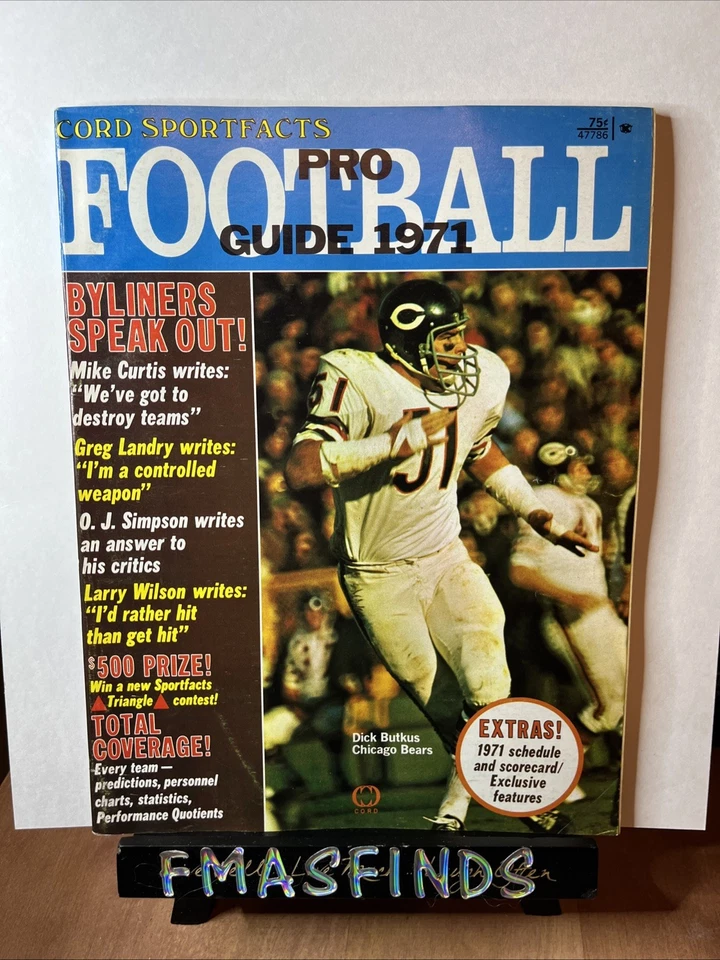 CORD SPORTFACTS
75¢
47786
PRO
FOOTBALL
GUIDE 1971
BYLINERS
SPEAK OUT!
Mike Curtis writes:
"We've got to
destroy teams"
Greg Landry writes:
"I'm a controlled
weapon"
O. J. Simpson writes
an answer to
his critics
Larry Wilson writes:
"I'd rather hit
than get hit"
$500 PRIZE!
Win a new Sportfacts
Triangle contest!
TOTAL
COVERAGE!
Every team —
predictions, personnel
charts, statistics,
Performance Quotients
51
51
C
Dick Butkus
Chicago Bears
CORD
EXTRAS!
1971 schedule
and scorecard/
Exclusive
features
FMASFINDS